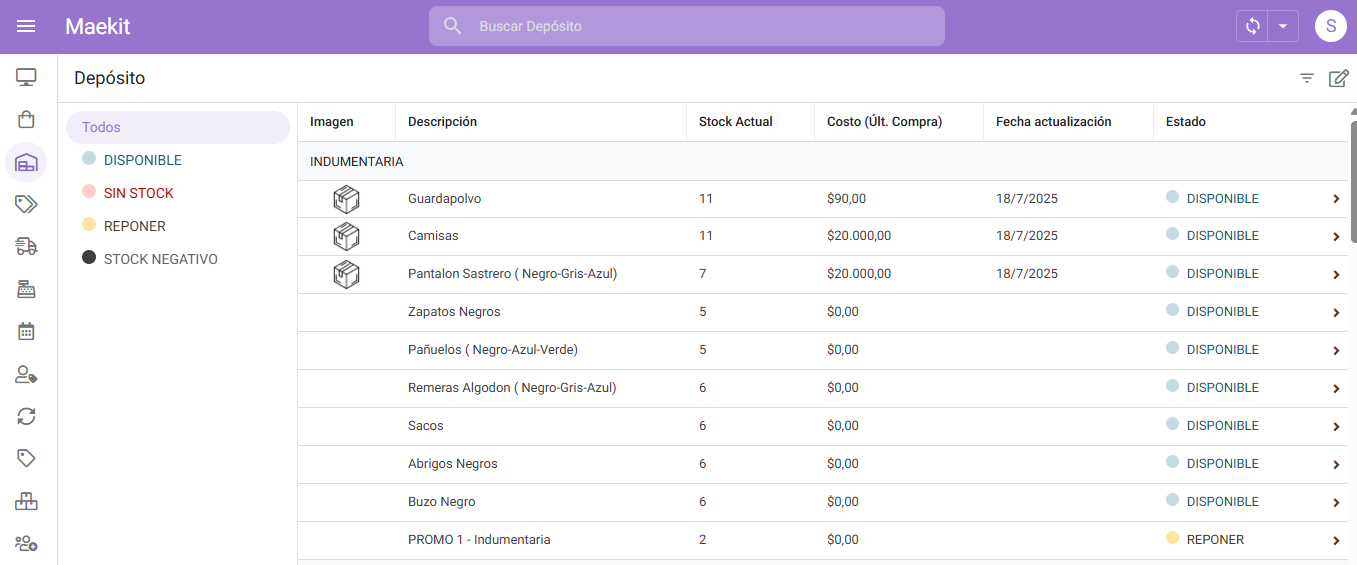 Maekit
Buscar Depósito
S
Depósito
Todos
DISPONIBLE
SIN STOCK
REPONER
STOCK NEGATIVO
Imagen Descripción Stock Actual Costo (Últ. Compra) Fecha actualización Estado
INDUMENTARIA
Guardapolvo 11 $90,00 18/7/2025 DISPONIBLE
Camisas 11 $20.000,00 18/7/2025 DISPONIBLE
Pantalon Sastrero ( Negro-Gris-Azul) 7 $20.000,00 18/7/2025 DISPONIBLE
Zapatos Negros 5 $0,00 DISPONIBLE
Pañuelos ( Negro-Azul-Verde) 5 $0,00 DISPONIBLE
Remeras Algodon ( Negro-Gris-Azul) 6 $0,00 DISPONIBLE
Sacos 6 $0,00 DISPONIBLE
Abrigos Negros 6 $0,00 DISPONIBLE
Buzo Negro 6 $0,00 DISPONIBLE
PROMO 1 - Indumentaria 2 $0,00 REPONER